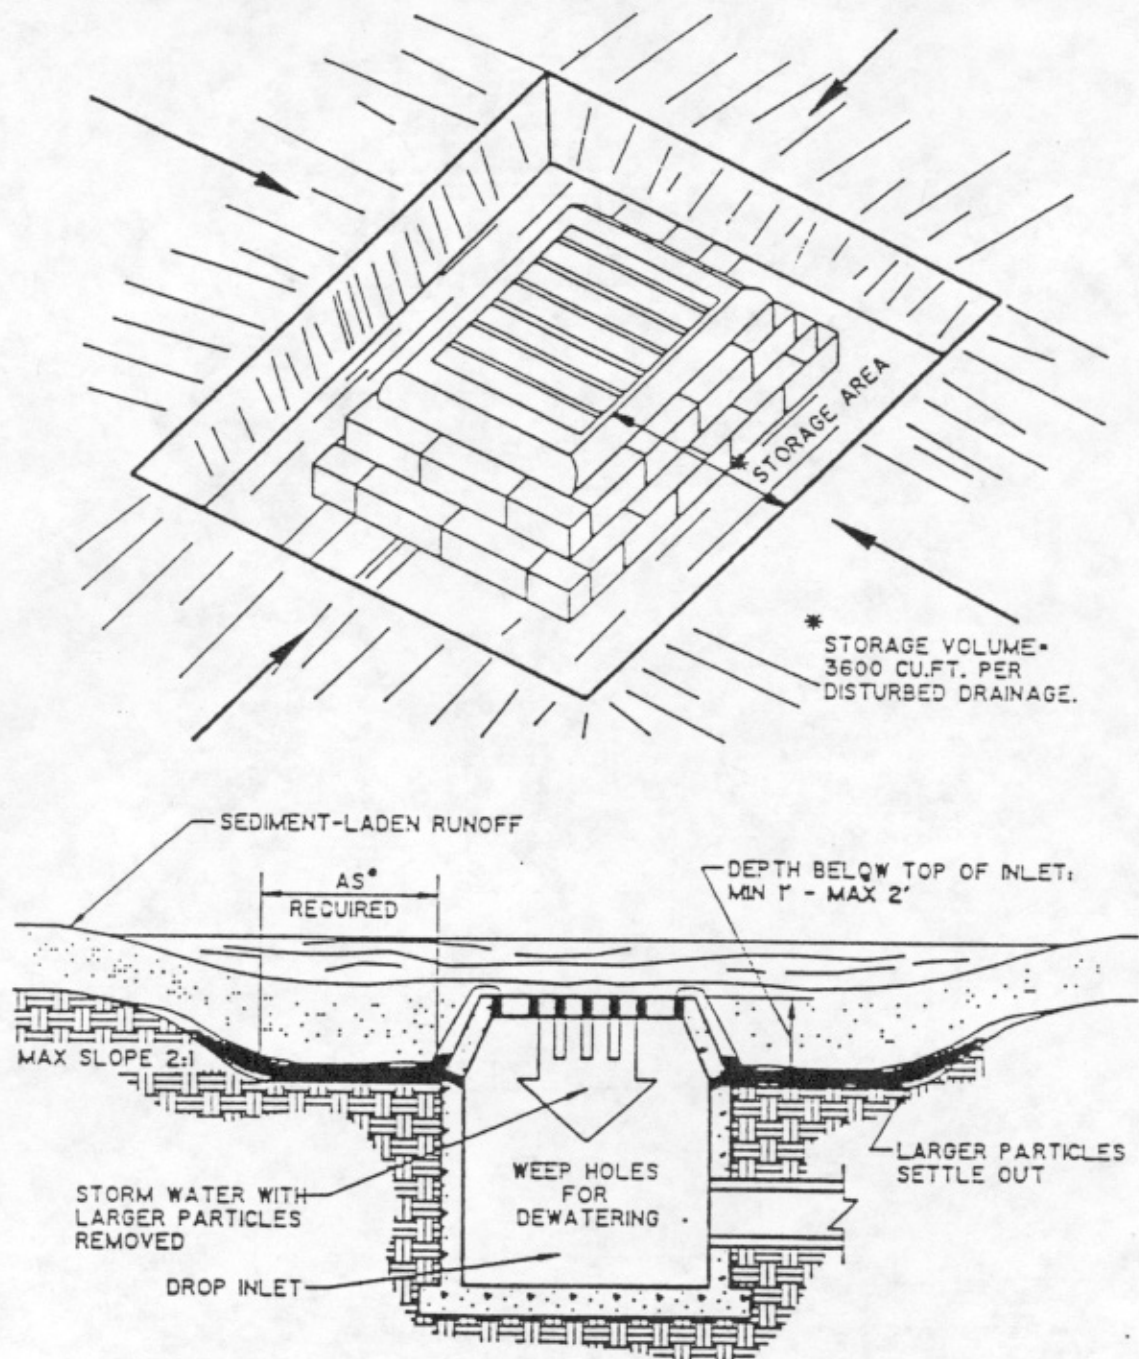 * STORAGE AREA
*
STORAGE VOLUME=
3600 CU.FT. PER
DISTURBED DRAINAGE.
SEDIMENT-LADEN RUNOFF
AS*
REQUIRED
DEPTH BELOW TOP OF INLET:
MIN 1' - MAX 2'
MAX SLOPE 2:1
STORM WATER WITH
LARGER PARTICLES
REMOVED
WEEP HOLES
FOR
DEWATERING
LARGER PARTICLES
SETTLE OUT
DROP INLET